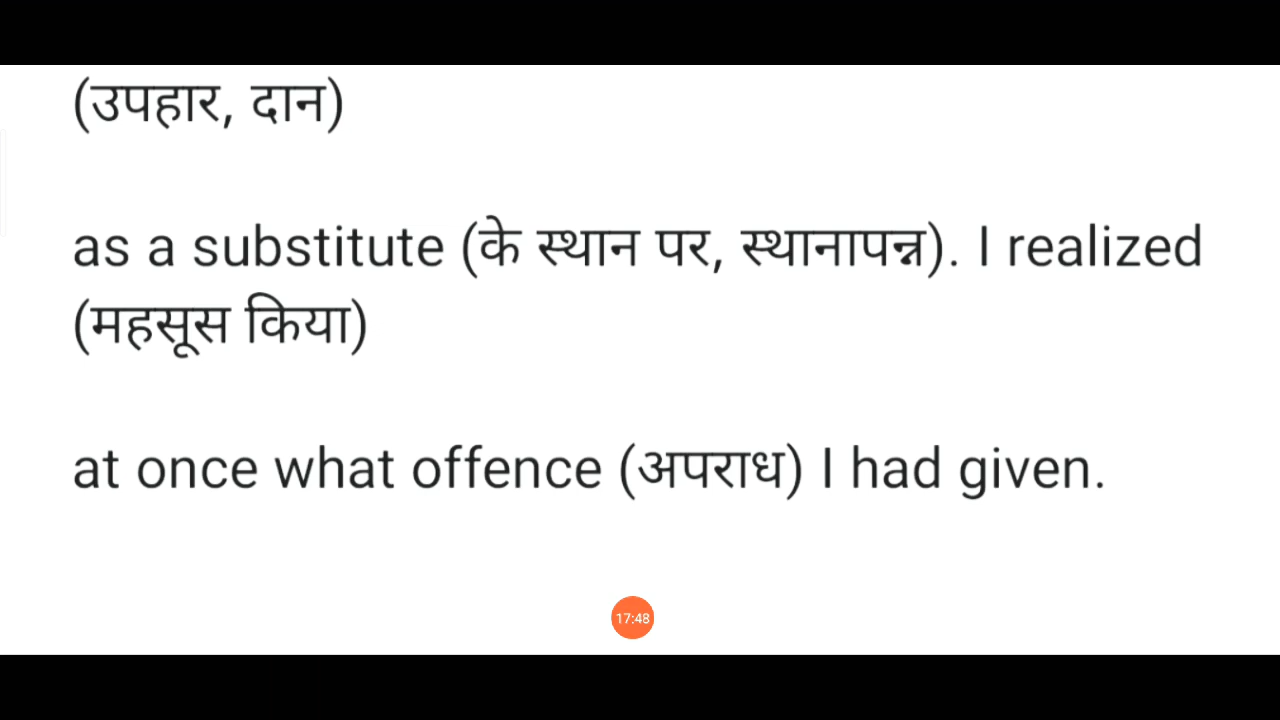 (उपहार, दान)
as a substitute (के स्थान पर, स्थानापन्न). I realized
(महसूस किया)
at once what offence (अपराध) I had given.
17:48